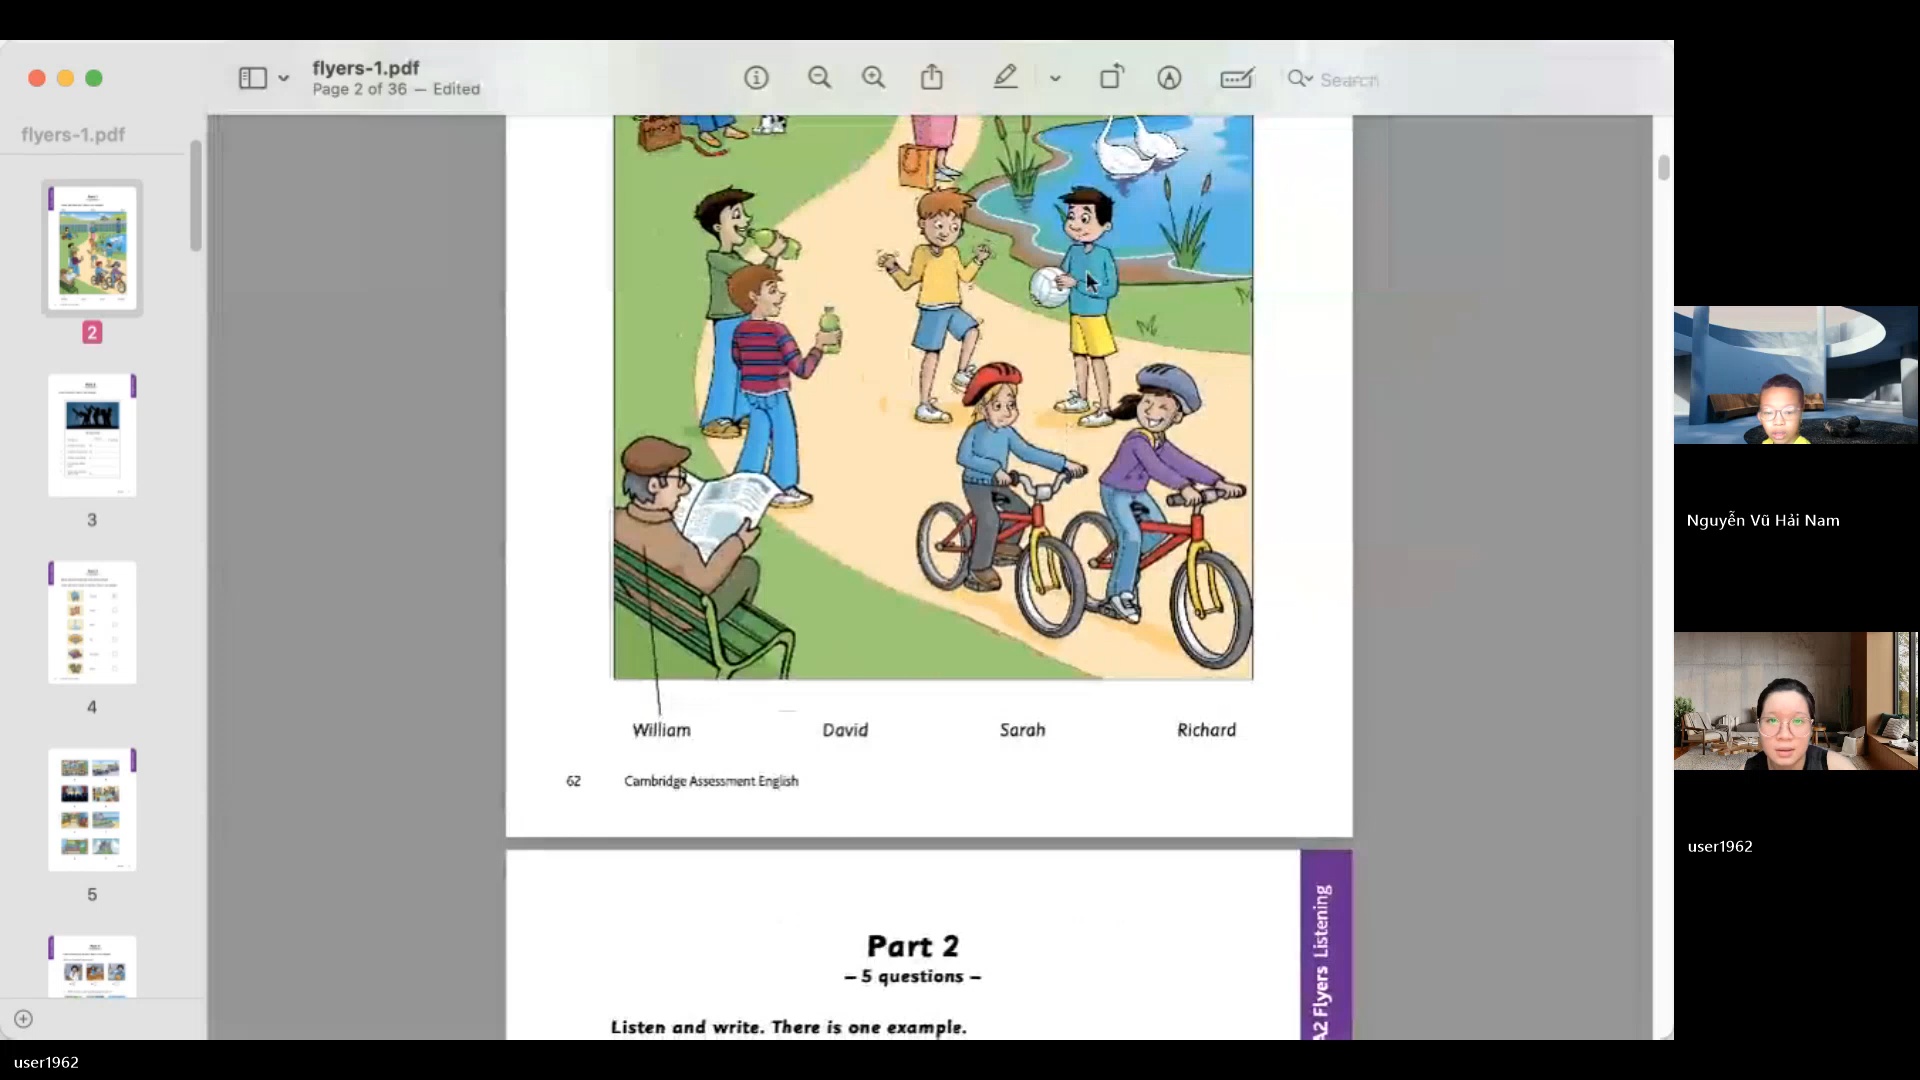 flyers-1.pdf
Page 2 of 36 — Edited
Search
flyers-1.pdf
2
3
4
5
William David Sarah Richard
62 Cambridge Assessment English
Part 2
– 5 questions –
Listen and write. There is one example.
A2 Flyers Listening
Nguyễn Vũ Hải Nam
user1962
user1962